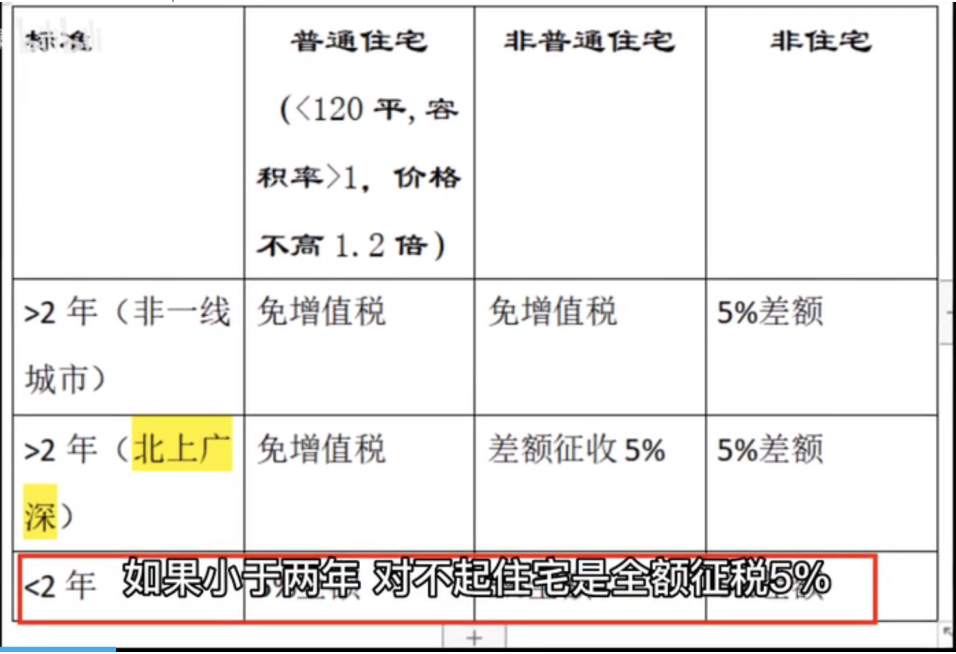 标准
普通住宅
(<120 平,容
积率>1，价格
不高 1.2 倍)
非普通住宅
非住宅
>2 年（非一线
城市）
免增值税
免增值税
5%差额
>2 年（北上广
深）
免增值税
差额征收 5%
5%差额
<2 年
如果小于两年 对不起住宅是全额征税5%